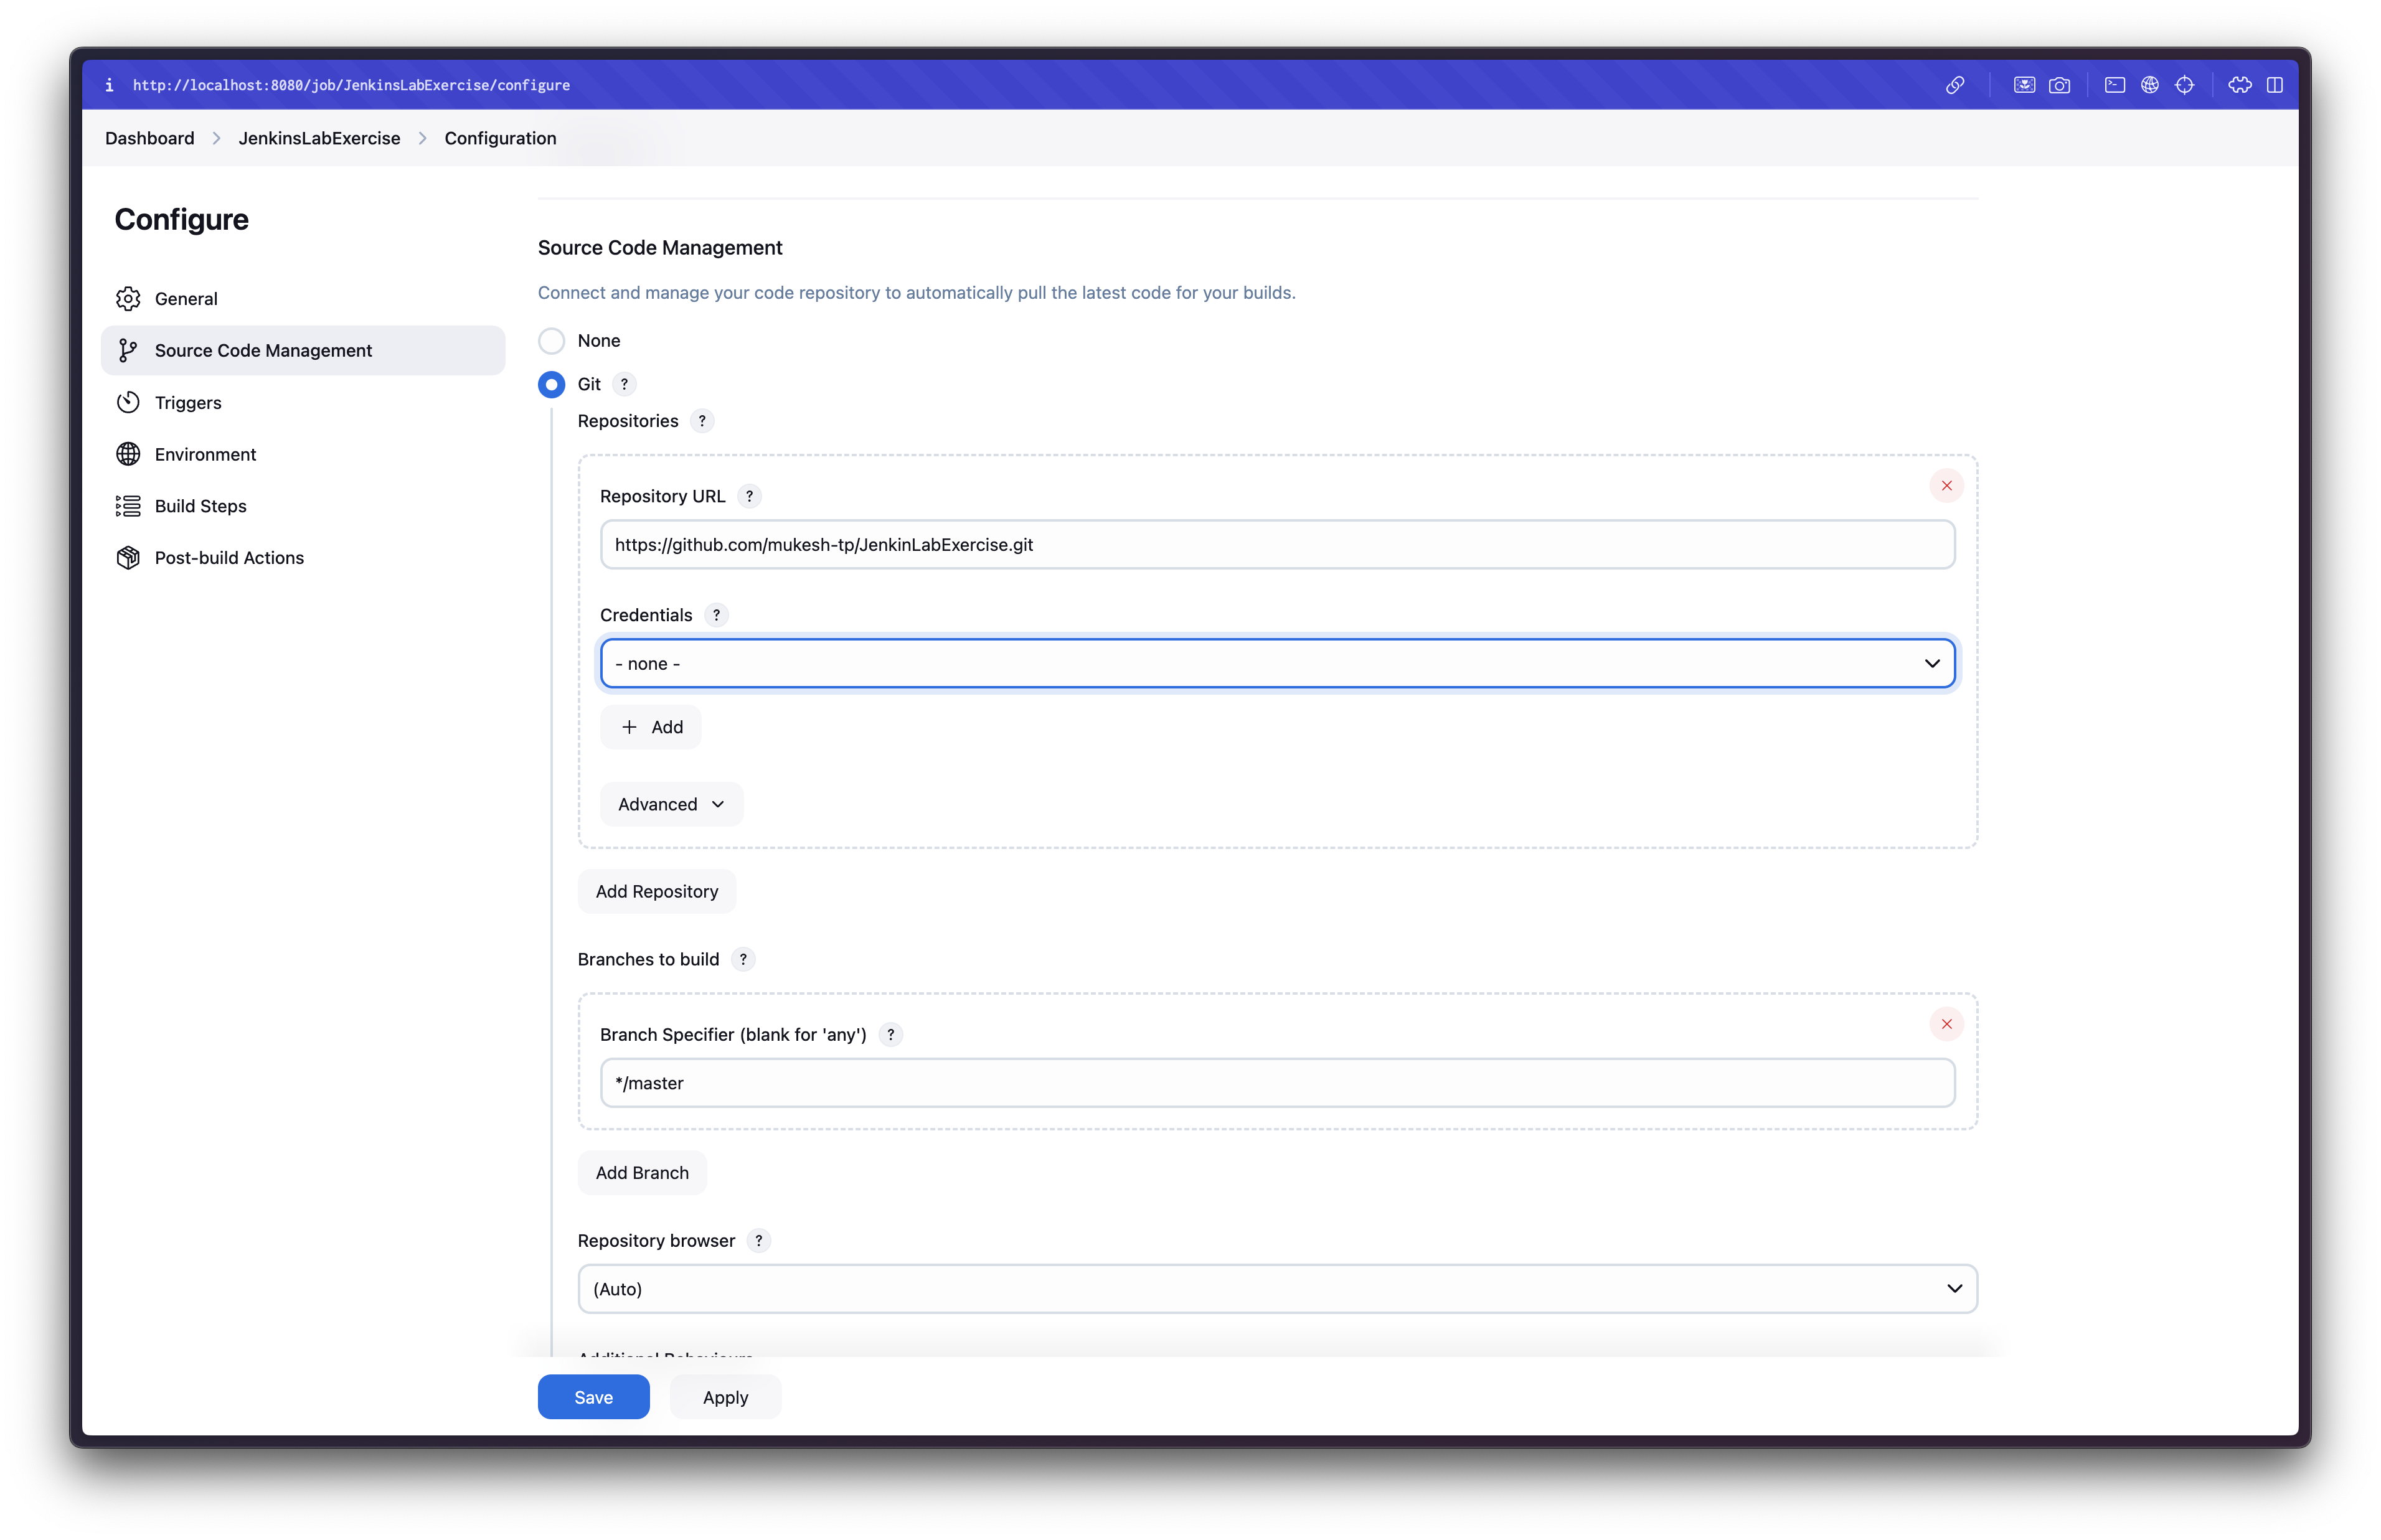 http://localhost:8080/job/JenkinsLabExercise/configure
Dashboard
JenkinsLabExercise
Configuration
Configure
General
Source Code Management
Triggers
Environment
Build Steps
Post-build Actions
Source Code Management
Connect and manage your code repository to automatically pull the latest code for your builds.
None
Git ?
Repositories ?
Repository URL ?
https://github.com/mukesh-tp/JenkinLabExercise.git
Credentials ?
- none -
+ Add
Advanced
Add Repository
Branches to build ?
Branch Specifier (blank for 'any') ?
*/master
Add Branch
Repository browser ?
(Auto)
Additional Behaviours
Save
Apply